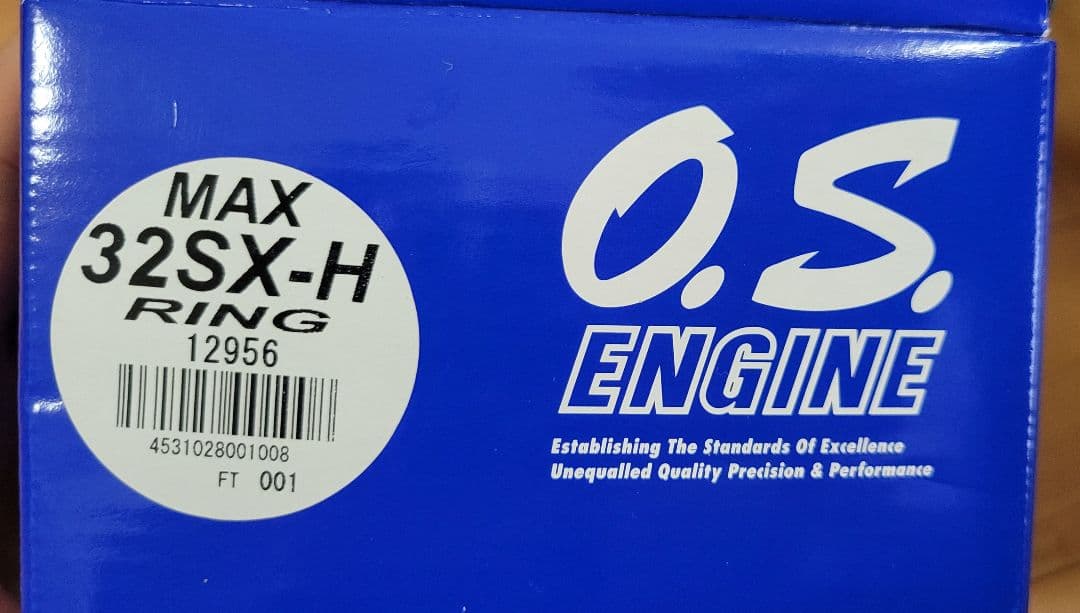 MAX
32SX-H
RING
12956
4531028001008
FT 001
O.S.
ENGINE
Establishing The Standards Of Excellence
Unequalled Quality Precision & Performance